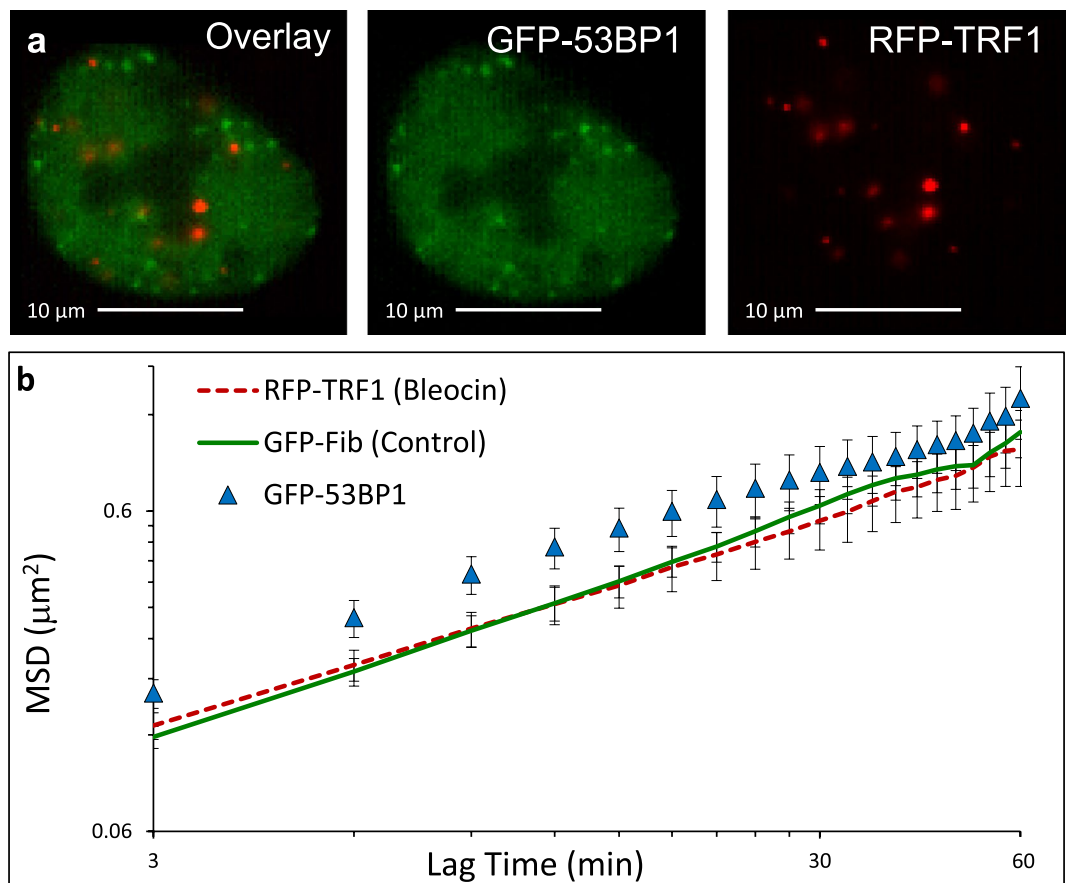 a
Overlay
GFP-53BP1
RFP-TRF1
10 µm
10 µm
10 µm
b
RFP-TRF1 (Bleocin)
GFP-Fib (Control)
GFP-53BP1
MSD (µm²)
0.6
0.06
3
30
60
Lag Time (min)